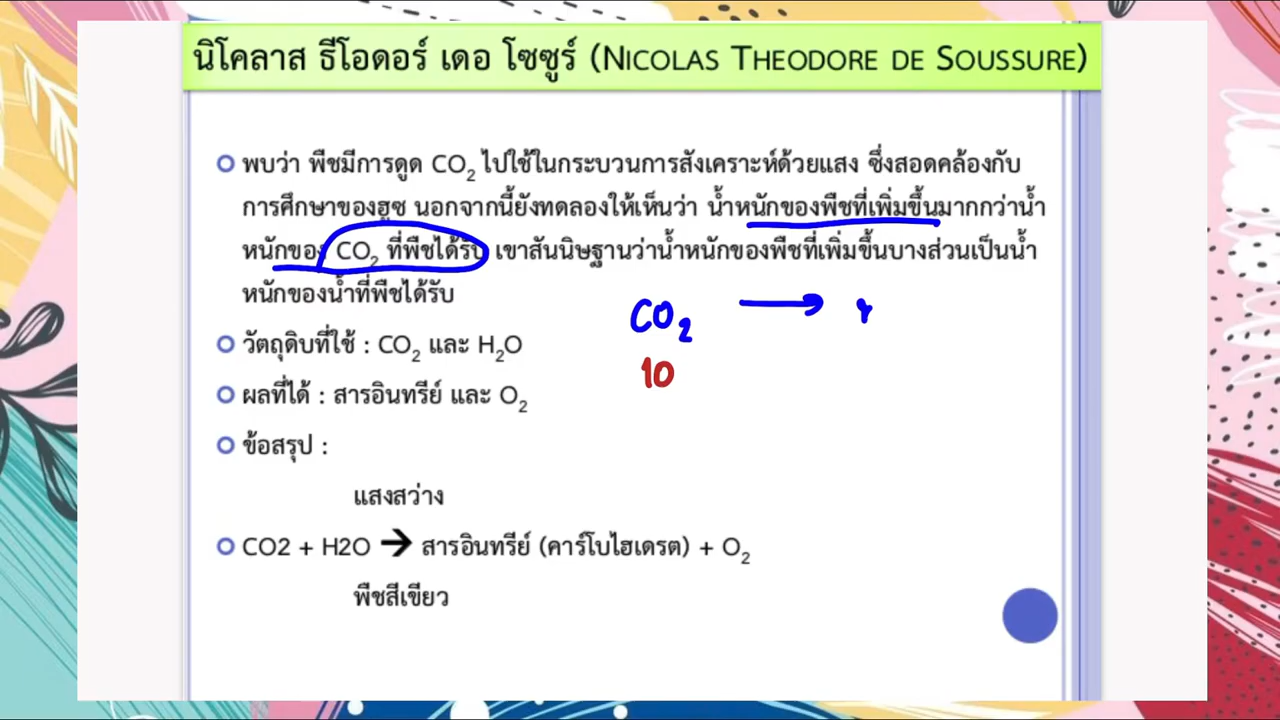 นิโคลาส ธีโอดอร์ เดอ โซซูร์ (NICOLAS THEODORE DE SOUSSURE)
พบว่า พืชมีการดูด CO₂ ไปใช้ในกระบวนการสังเคราะห์ด้วยแสง ซึ่งสอดคล้องกับ
การศึกษาของฮูซ นอกจากนี้ยังทดลองให้เห็นว่า น้ำหนักของพืชที่เพิ่มขึ้นมากกว่าน้ำ
หนักของ CO₂ ที่พืชได้รับ เขาสันนิษฐานว่าน้ำหนักของพืชที่เพิ่มขึ้นบางส่วนเป็นน้ำ
หนักของน้ำที่พืชได้รับ
CO₂ →
10
วัตถุดิบที่ใช้ : CO₂ และ H₂O
ผลที่ได้ : สารอินทรีย์ และ O₂
ข้อสรุป :
แสงสว่าง
CO2 + H2O ➔ สารอินทรีย์ (คาร์โบไฮเดรต) + O₂
พืชสีเขียว